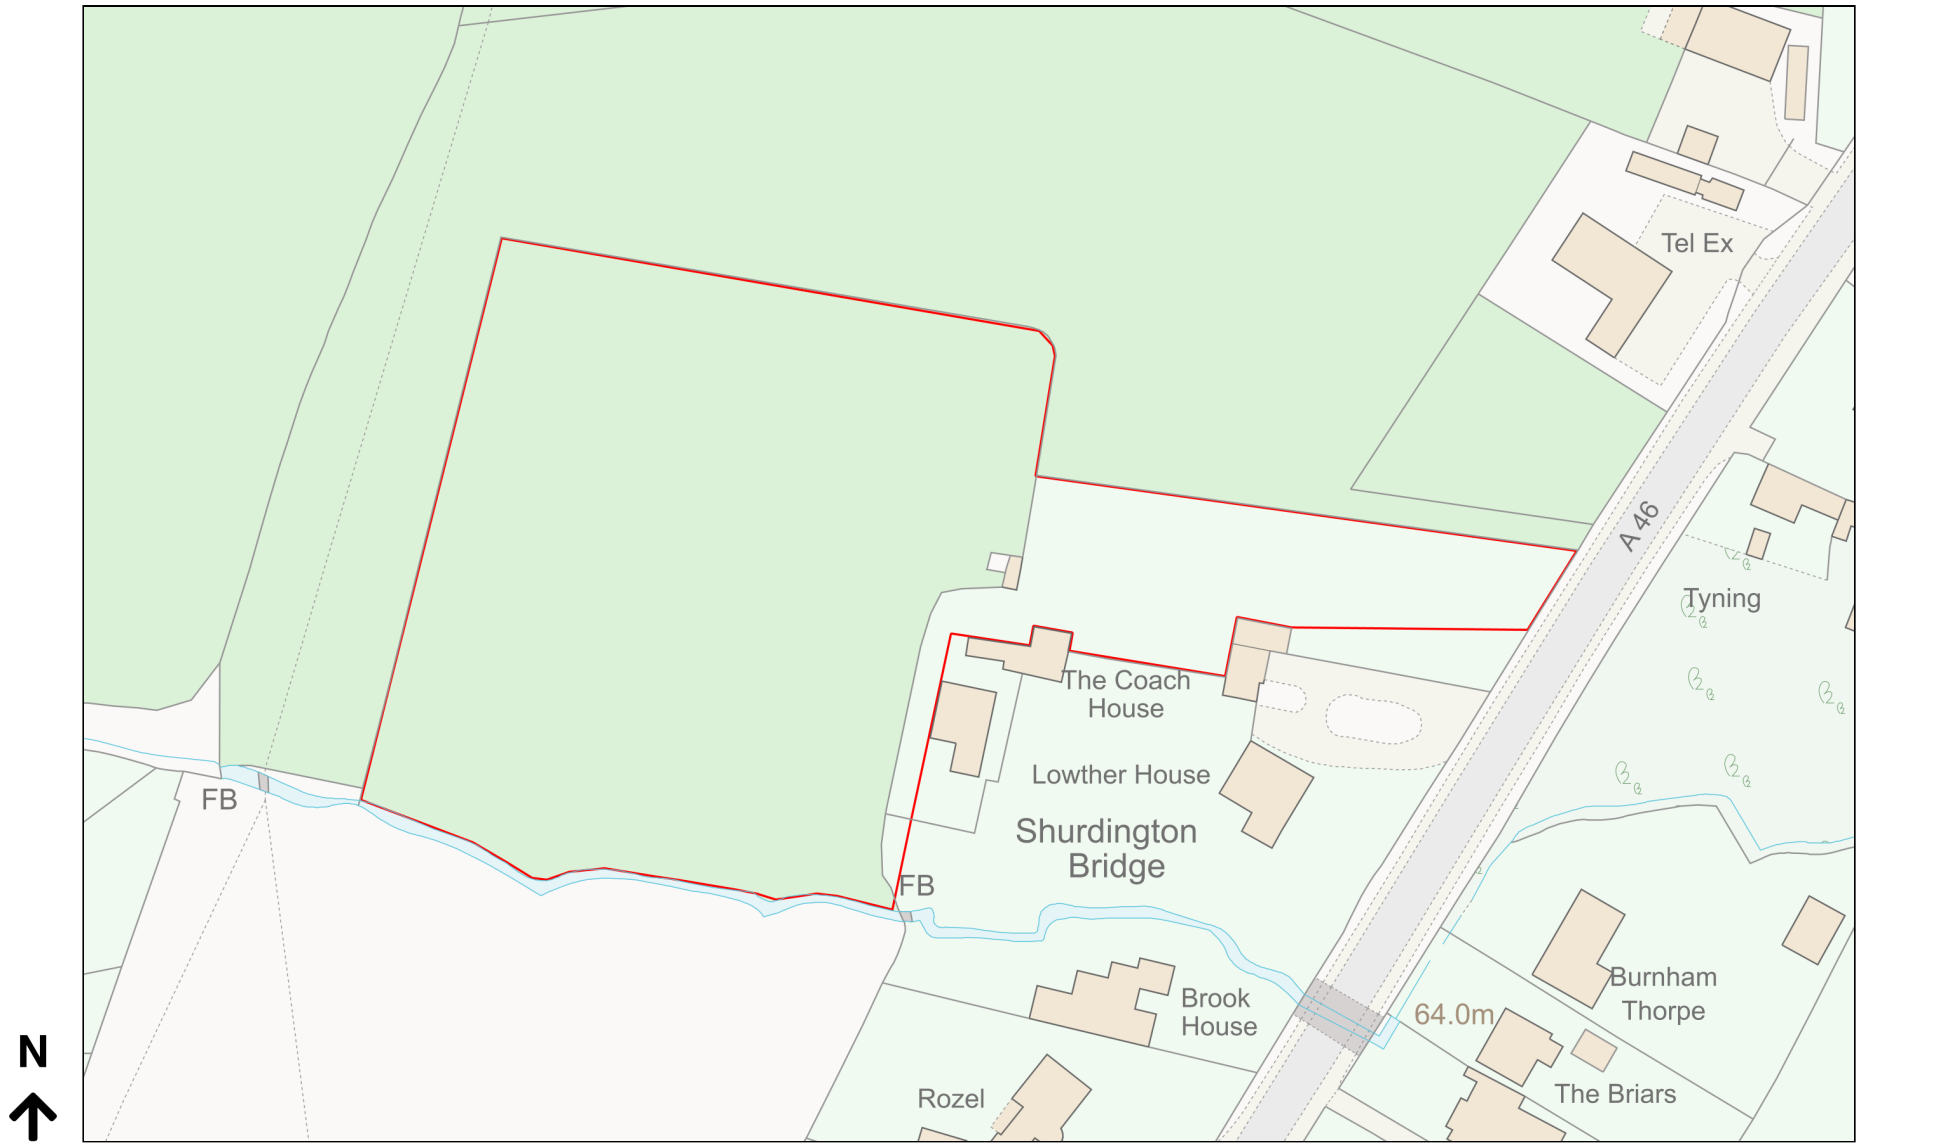 Tel Ex
A 46
Tyning
The Coach
House
Lowther House
FB
Shurdington
Bridge
FB
Burnham
Thorpe
Brook
House
64.0m
N
The Briars
Rozel